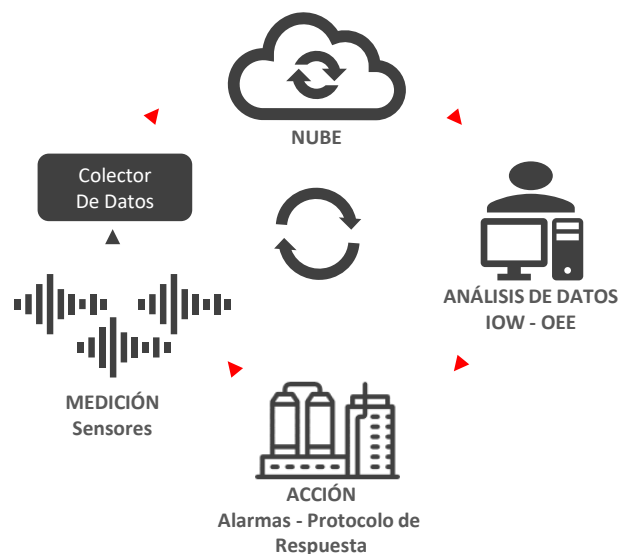 NUBE
Colector
De Datos
ANÁLISIS DE DATOS
IOW - OEE
MEDICIÓN
Sensores
ACCIÓN
Alarmas - Protocolo de
Respuesta